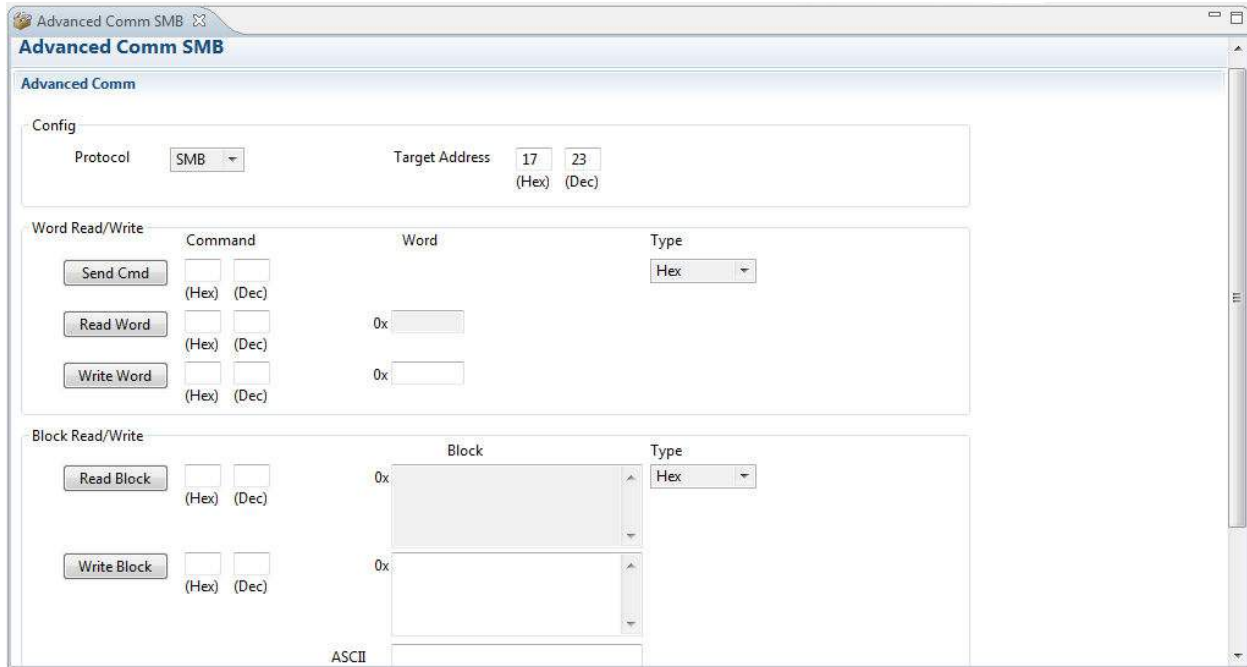 Advanced Comm SMB
Advanced Comm SMB
Advanced Comm
Config
Protocol SMB Target Address 17 23
(Hex) (Dec)
Word Read/Write
Command Word Type
Send Cmd Hex
(Hex) (Dec)
Read Word 0x
(Hex) (Dec)
Write Word 0x
(Hex) (Dec)
Block Read/Write
Block Type
Read Block 0x Hex
(Hex) (Dec)
Write Block 0x
(Hex) (Dec)
ASCII